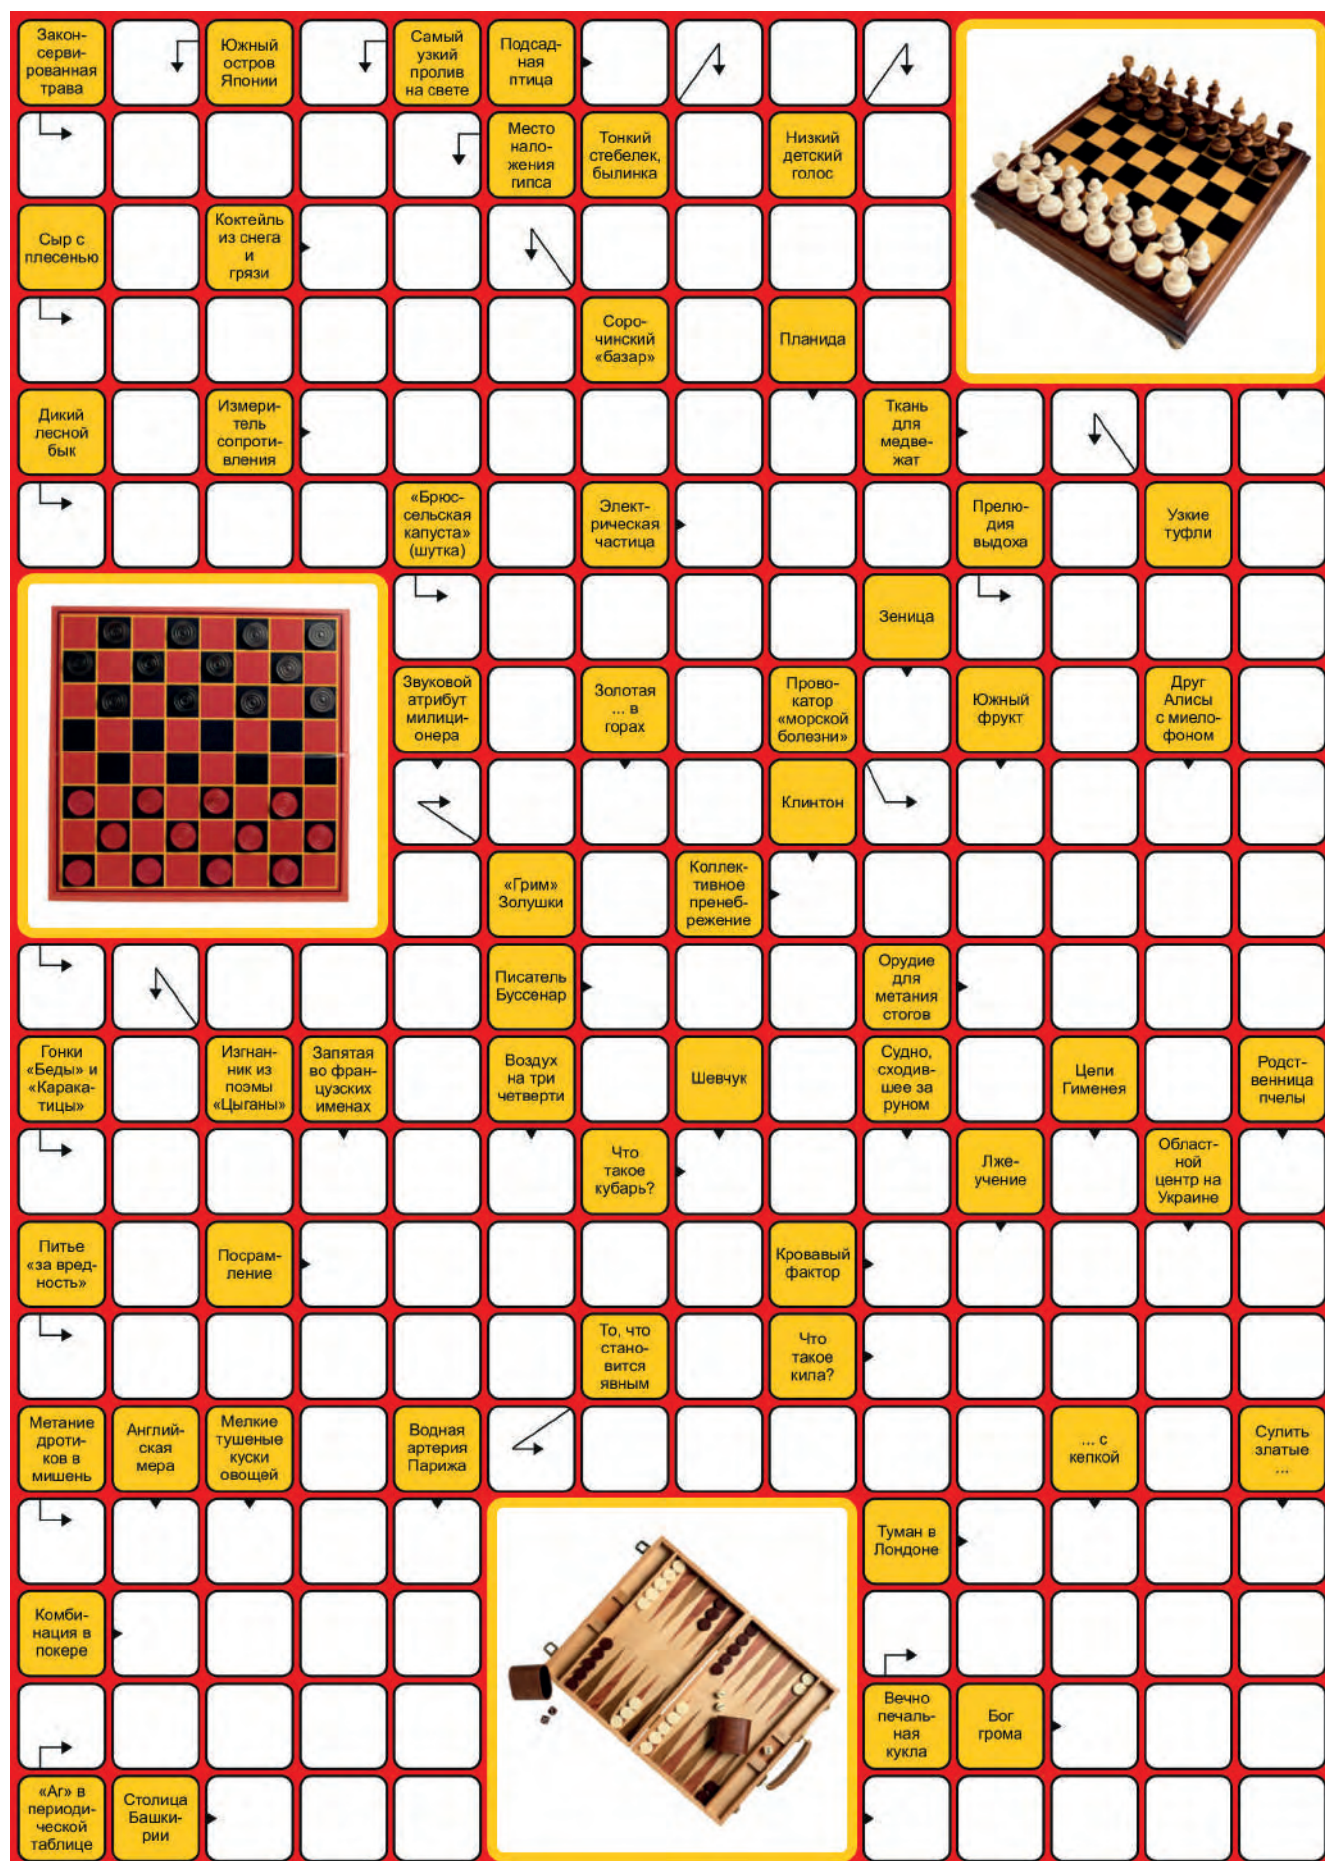 Закон-
серви-
рованная
трава
Южный
остров
Японии
Самый
узкий
пролив
на свете
Подсад-
ная
птица
Место
нало-
жения
гипса
Тонкий
стебелек,
былинка
Низкий
детский
голос
Сыр с
плесенью
Коктейль
из снега
и
грязи
Соро-
чинский
«базар»
Планида
Дикий
лесной
бык
Измери-
тель
сопроти-
вления
Ткань
для
медве-
жат
«Брюс-
сельская
капуста»
(шутка)
Элект-
рическая
частица
Прелю-
дия
выдоха
Узкие
туфли
Зеница
Звуковой
атрибут
милици-
онера
Золотая
... в
горах
Прово-
катор
«морской
болезни»
Южный
фрукт
Друг
Алисы
с миело-
фоном
Клинтон
«Грим»
Золушки
Коллек-
тивное
пренеб-
режение
Писатель
Буссенар
Орудие
для
метания
стогов
Гонки
«Беды» и
«Карака-
тицы»
Изгнан-
ник из
поэмы
«Цыганы»
Запятая
во фран-
цузских
именах
Воздух
на три
четверти
Шевчук
Судно,
сходив-
шее за
руном
Цепи
Гименея
Родст-
венница
пчелы
Что
такое
кубарь?
Лже-
учение
Област-
ной
центр на
Украине
Питье
«за вред-
ность»
Посрам-
ление
Кровавый
фактор
То, что
стано-
вится
явным
Что
такое
кила?
Метание
дроти-
ков в
мишень
Англий-
ская
мера
Мелкие
тушеные
куски
овощей
Водная
артерия
Парижа
... с
кепкой
Сулить
златые
...
Туман в
Лондоне
Комби-
нация в
покере
Вечно
печаль-
ная
кукла
Бог
грома
«Ar» в
периоди-
ческой
таблице
Столица
Башки-
рии